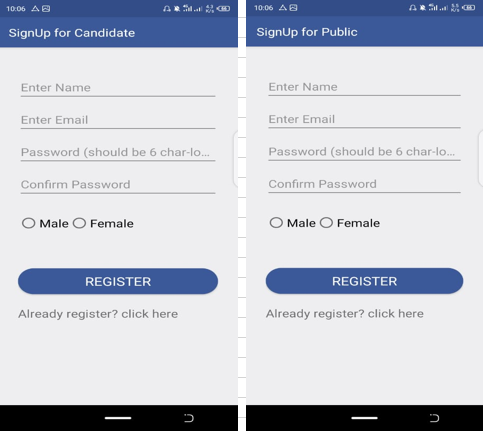 10:06
SignUp for Candidate
Enter Name
Enter Email
Password (should be 6 char-lo...
Confirm Password
Male Female
REGISTER
Already register? click here
10:06
SignUp for Public
Enter Name
Enter Email
Password (should be 6 char-lo...
Confirm Password
Male Female
REGISTER
Already register? click here